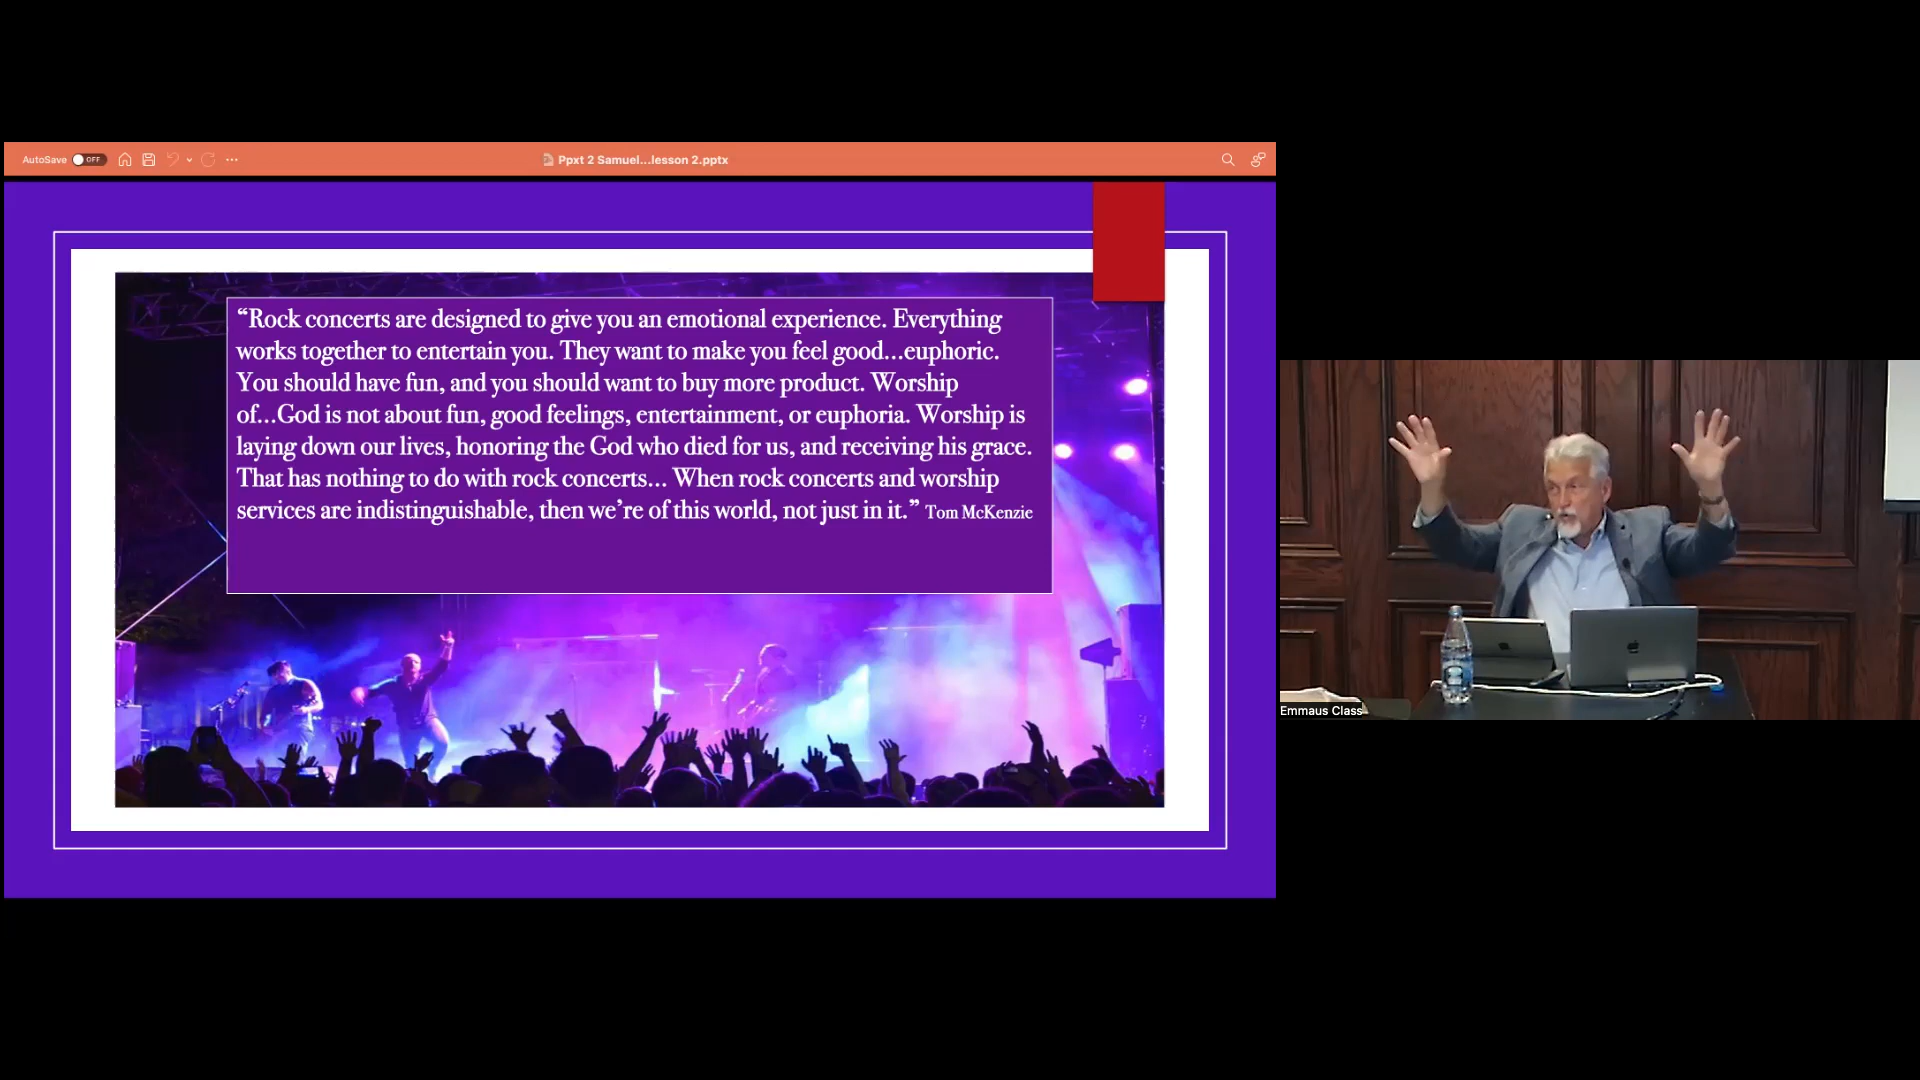 AutoSave OFF
Ppxt 2 Samuel...lesson 2.pptx
“Rock concerts are designed to give you an emotional experience. Everything
works together to entertain you. They want to make you feel good...euphoric.
You should have fun, and you should want to buy more product. Worship
of...God is not about fun, good feelings, entertainment, or euphoria. Worship is
laying down our lives, honoring the God who died for us, and receiving his grace.
That has nothing to do with rock concerts... When rock concerts and worship
services are indistinguishable, then we’re of this world, not just in it.” Tom McKenzie
Emmaus Class